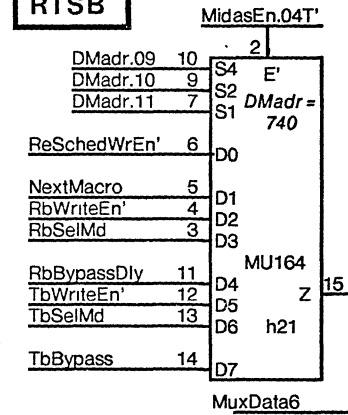 RTSB
MidasEn.04T'
2
DMadr.09 10 S4 E'
DMadr.10 9 S2 DMadr =
DMadr.11 7 S1 740
ReSchedWrEn' 6 D0
NextMacro 5 D1
RbWriteEn' 4 D2
RbSelMd 3 D3
MU164
RbBypassDly 11 D4 Z 15
TbWriteEn' 12 D5
TbSelMd 13 D6 h21
TbBypass 14 D7
MuxData6